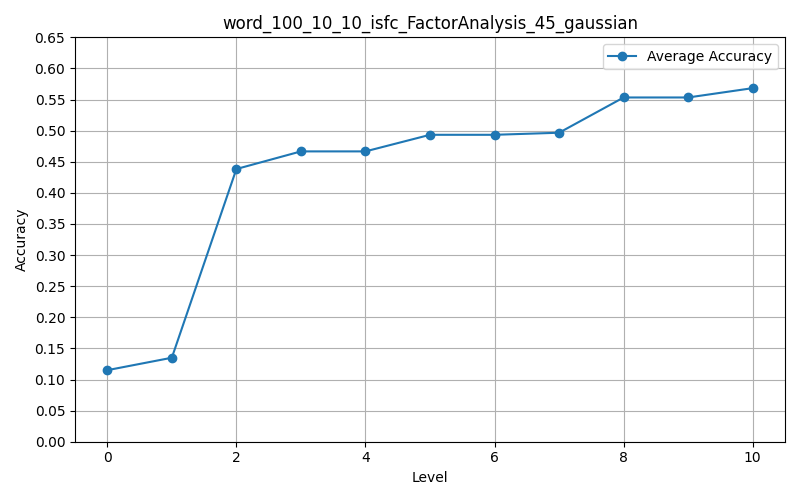 word_100_10_10_isfc_FactorAnalysis_45_gaussian
Average Accuracy
Accuracy
0.65
0.60
0.55
0.50
0.45
0.40
0.35
0.30
0.25
0.20
0.15
0.10
0.05
0.00
0 2 4 6 8 10
Level